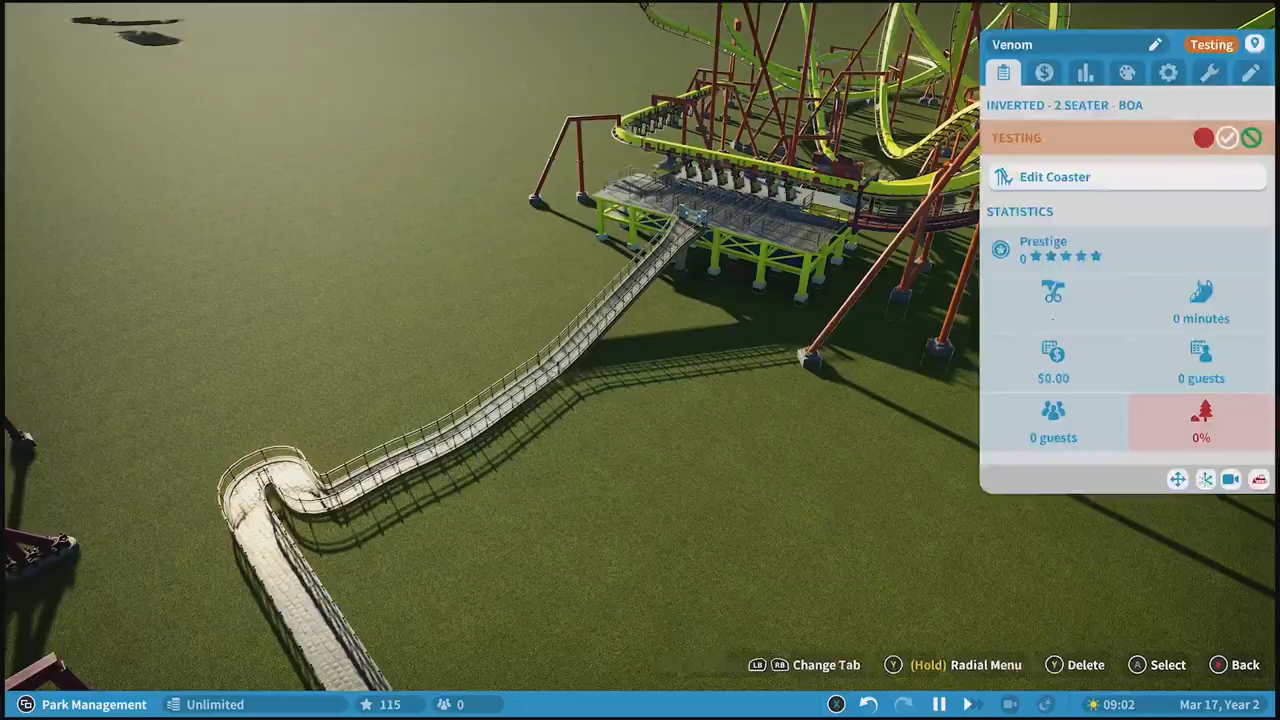 Venom
Testing
INVERTED - 2 SEATER - BOA
TESTING
Edit Coaster
STATISTICS
Prestige
0
-
0 minutes
$0.00
0 guests
0 guests
0%
LB RB Change Tab
Y (Hold) Radial Menu
Y Delete
A Select
Back
Park Management
Unlimited
115
0
X
09:02
Mar 17, Year 2